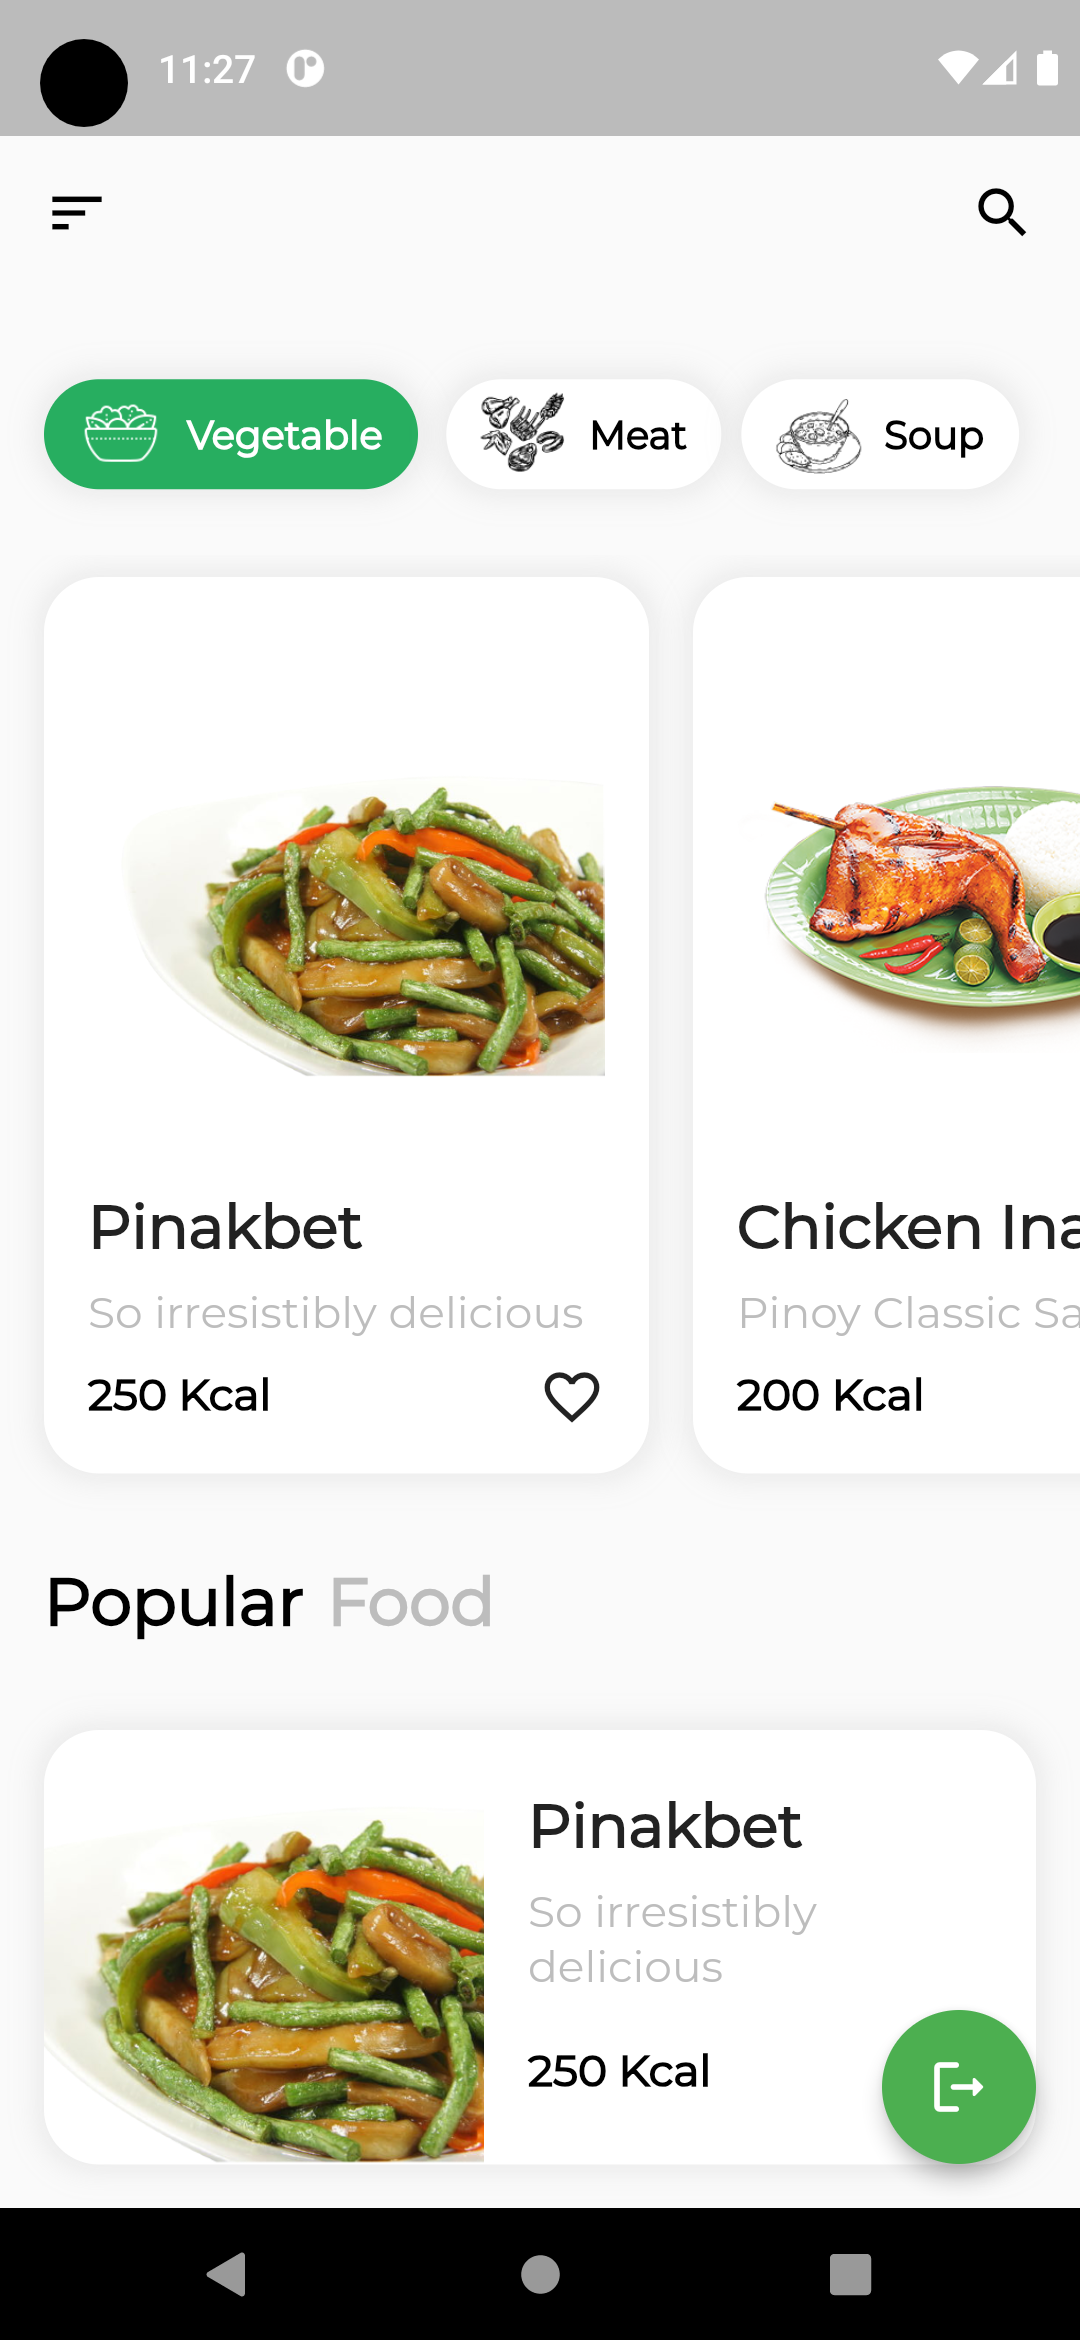 11:27
Vegetable
Meat
Soup
Pinakbet
So irresistibly delicious
250 Kcal
Chicken Ina
Pinoy Classic Sa
200 Kcal
Popular Food
Pinakbet
So irresistibly
delicious
250 Kcal